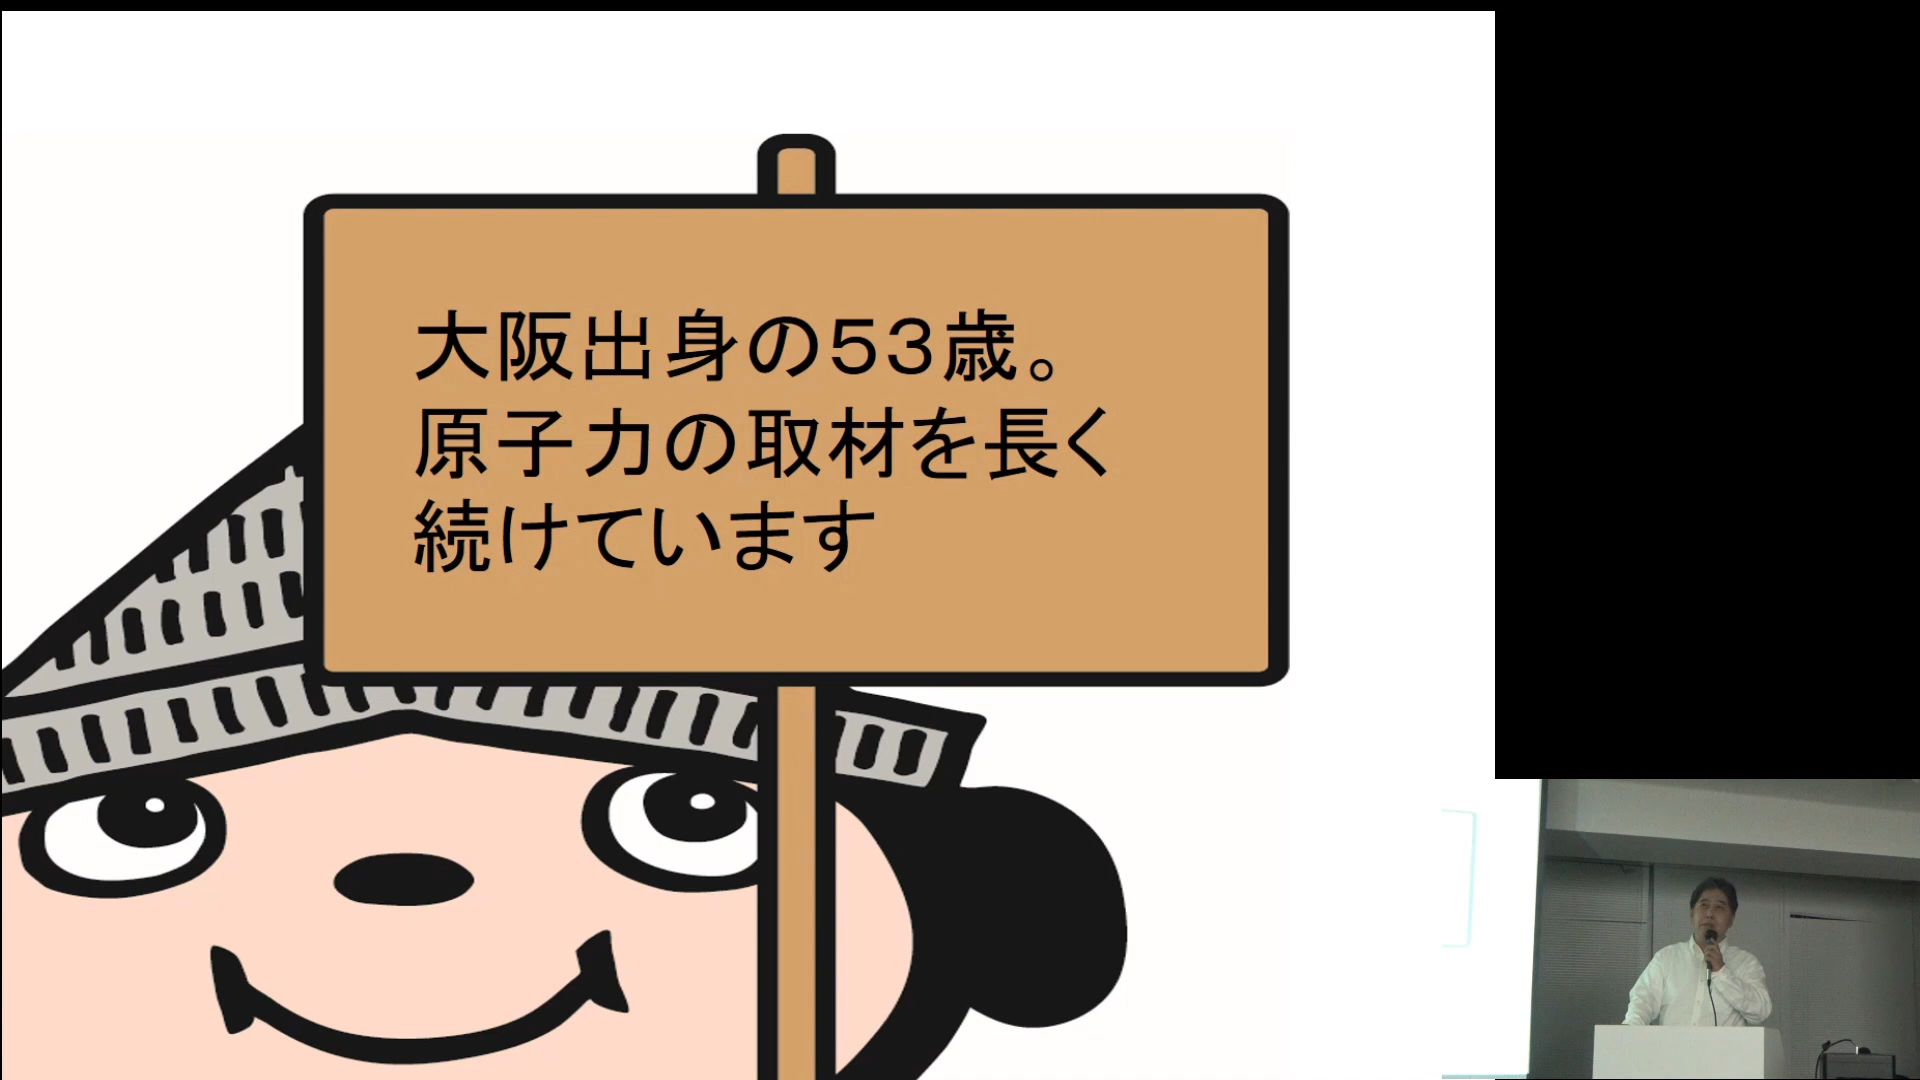 大阪出身の５３歳。
原子力の取材を長く
続けています